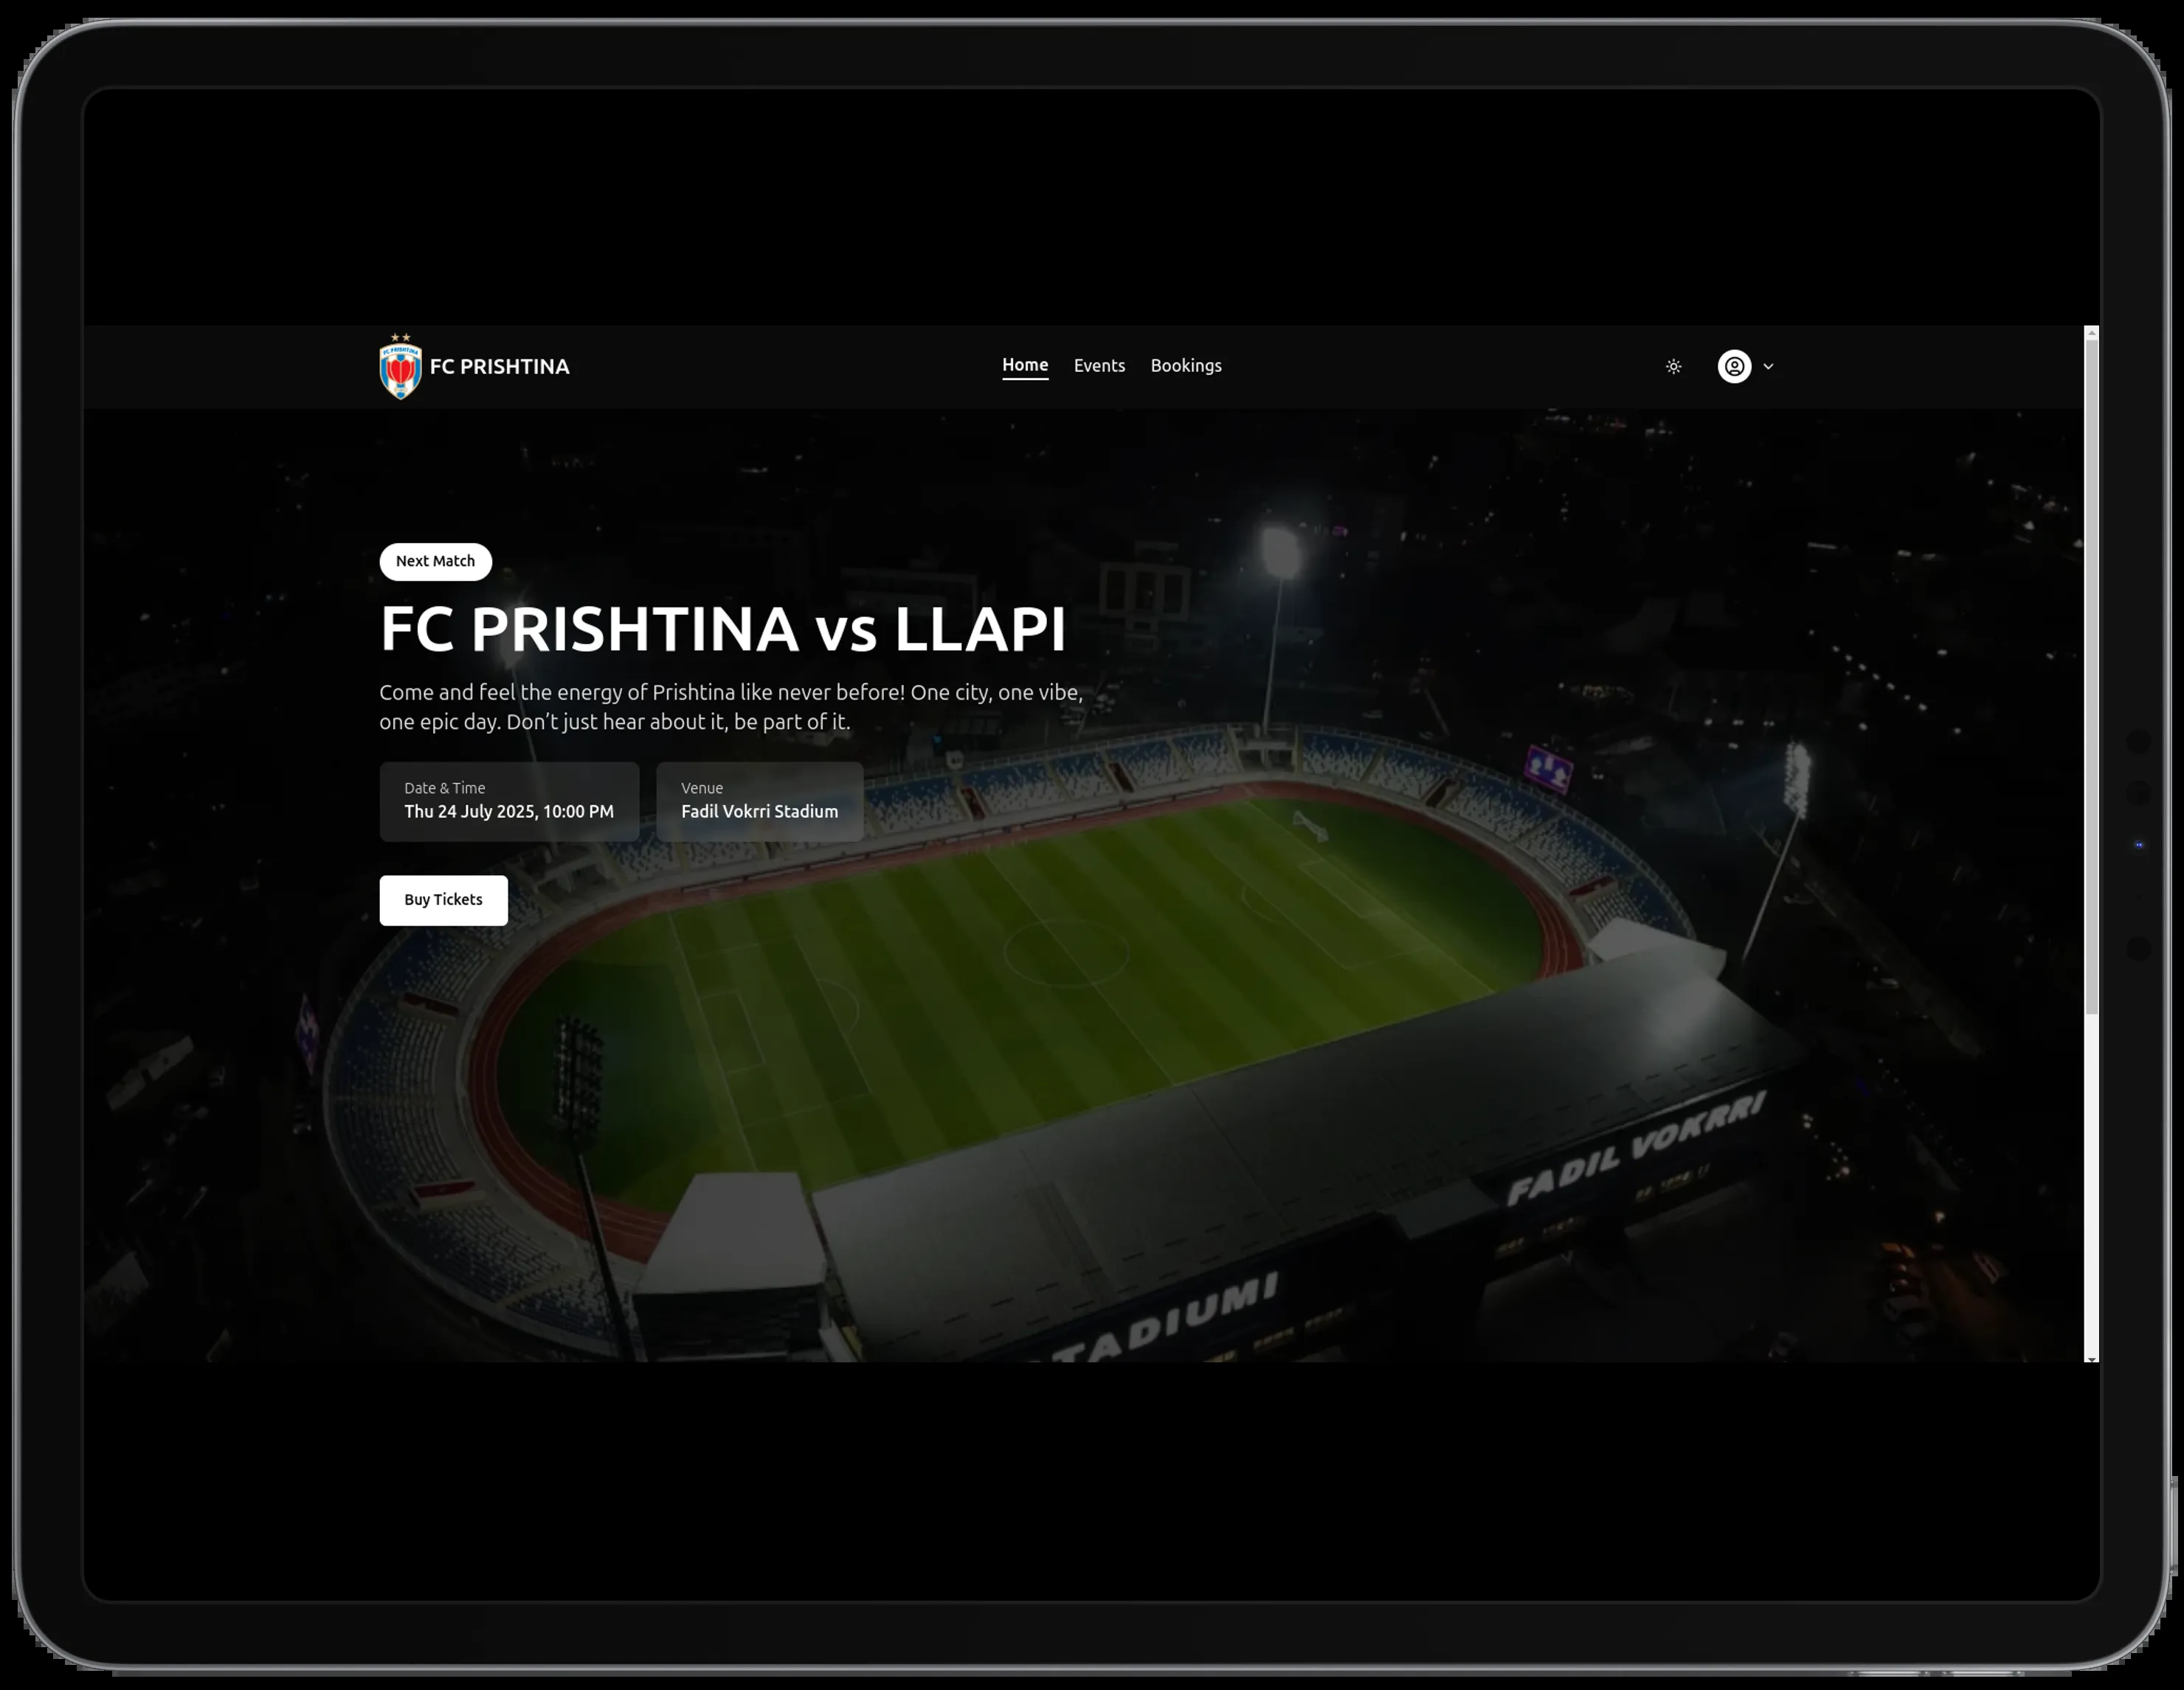 FC PRISHTINA
FC PRISHTINA
Home
Events
Bookings
Next Match
FC PRISHTINA vs LLAPI
Come and feel the energy of Prishtina like never before! One city, one vibe,
one epic day. Don’t just hear about it, be part of it.
Date & Time
Thu 24 July 2025, 10:00 PM
Venue
Fadil Vokrri Stadium
Buy Tickets
FADIL VOKRRI
TADIUMI